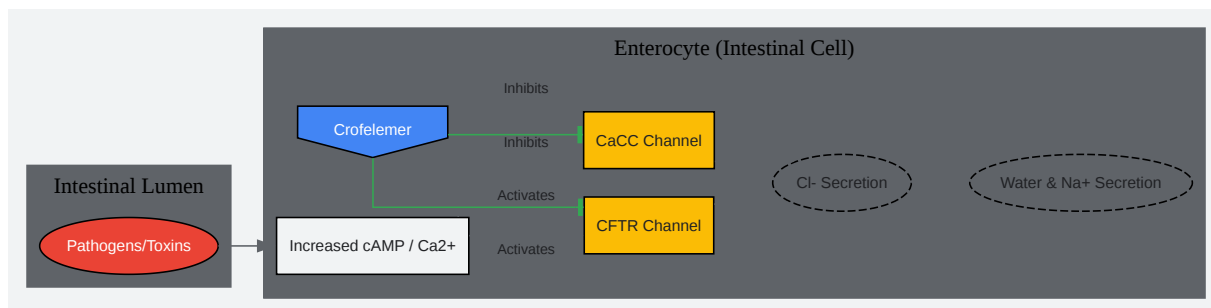 Enterocyte (Intestinal Cell)
Inhibits
Crofelemer
Inhibits
CaCC Channel
Intestinal Lumen
Cl- Secretion
Water & Na+ Secretion
Activates
CFTR Channel
Pathogens/Toxins
Increased cAMP / Ca2+
Activates